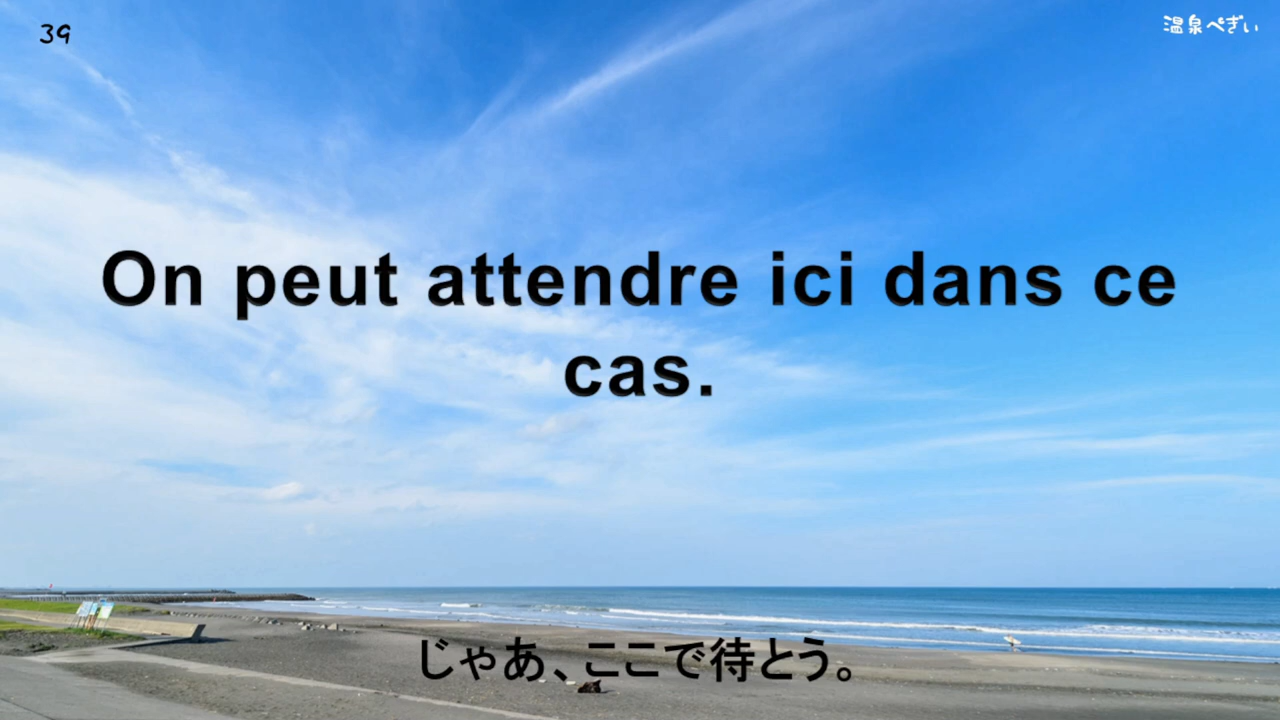 39
温泉ぺぎぃ
On peut attendre ici dans ce
cas.
じゃあ、ここで待とう。